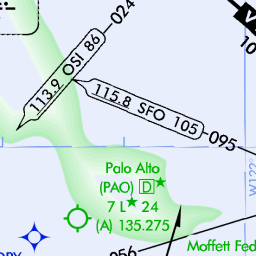 024
113.9 OSI 86
V
10
115.8 SFO 105
095
Palo Alto
(PAO) D★
7 L★ 24
(A) 135.275
W122
056
Moffett Fed